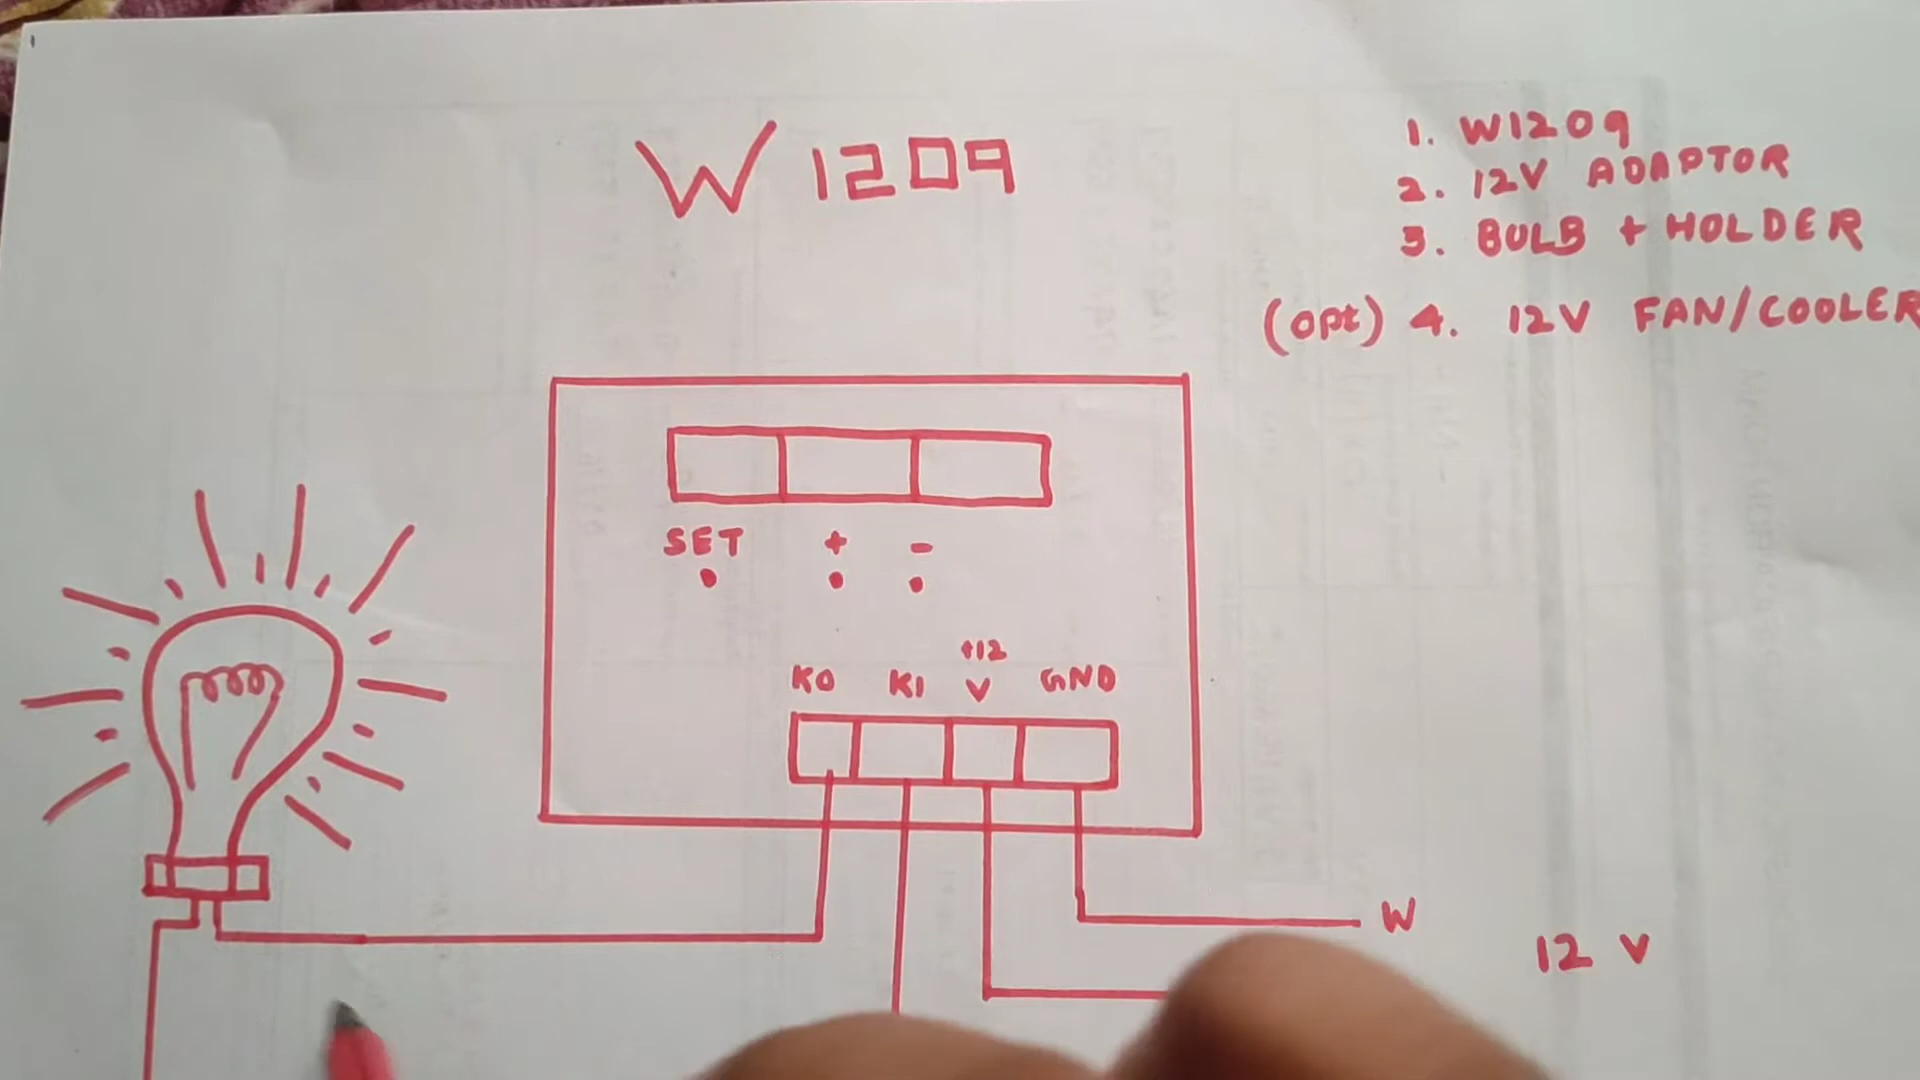 W1209
1. W1209
2. 12V ADAPTOR
3. BULB + HOLDER
(opt) 4. 12V FAN/COOLER
SET + -
+12
K0 K1 V GND
W
12 V